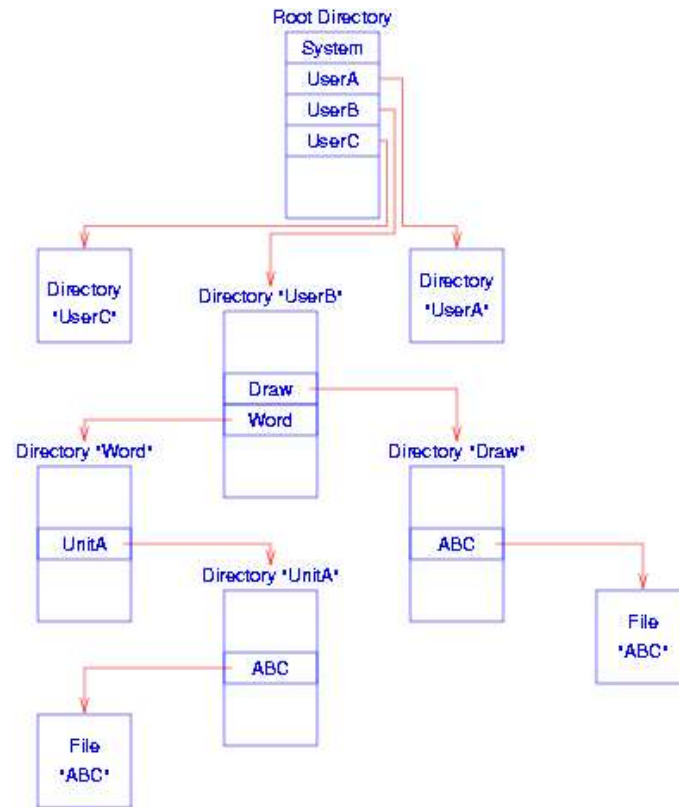 Root Directory
System
UserA
UserB
UserC
Directory
"UserC"
Directory "UserB"
Directory
"UserA"
Draw
Word
Directory "Word"
Directory "Draw"
UnitA
ABC
Directory "UnitA"
File
"ABC"
ABC
File
"ABC"